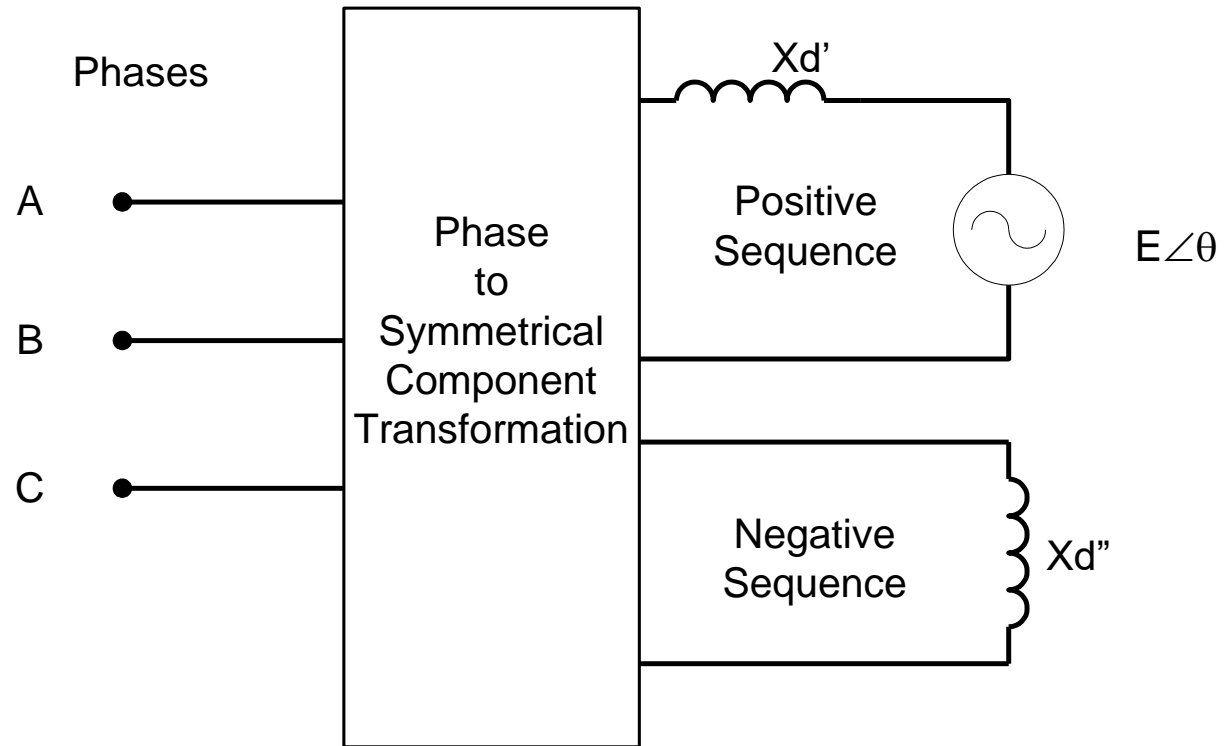 Phases
A
B
C
Phase
to
Symmetrical
Component
Transformation
Xd’
Positive
Sequence
E∠θ
Negative
Sequence
Xd”